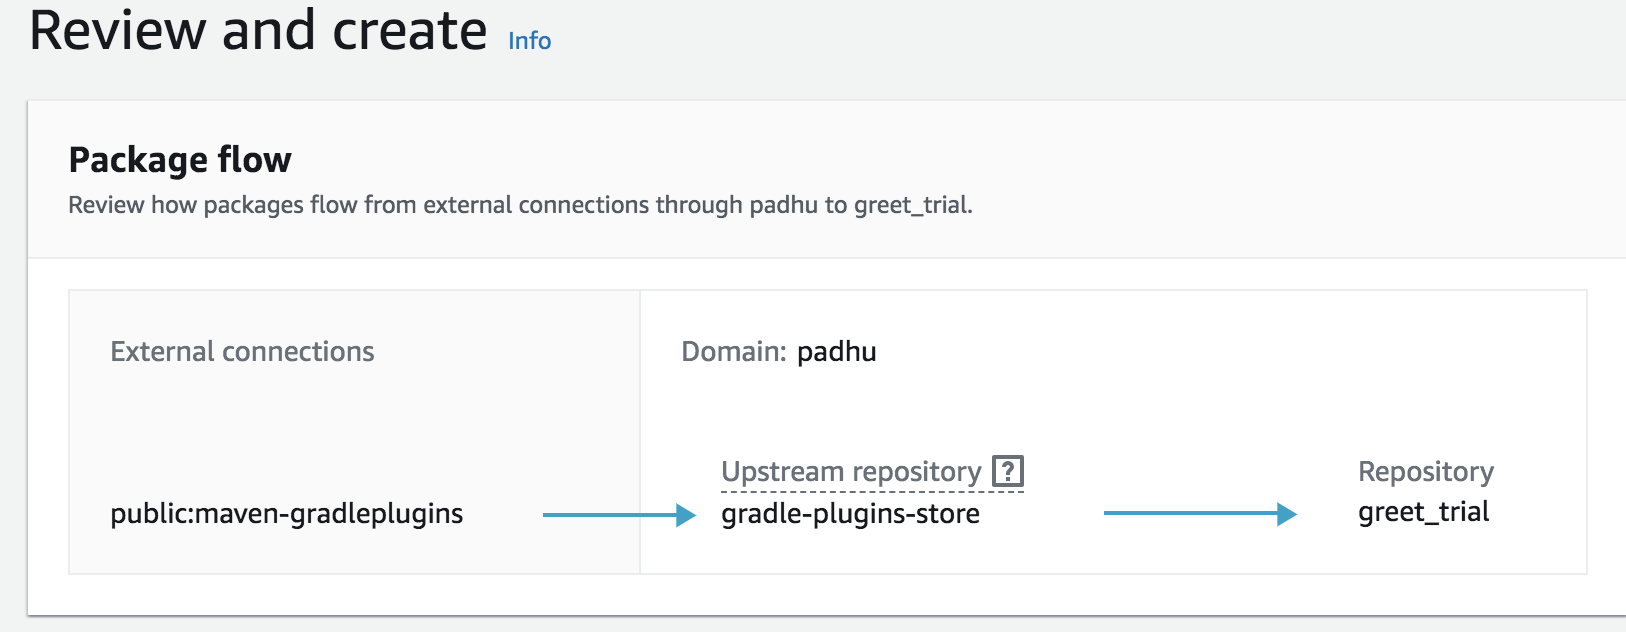 Review and create Info
Package flow
Review how packages flow from external connections through padhu to greet_trial.
External connections
Domain: padhu
Upstream repository [?]
Repository
public:maven-gradleplugins
gradle-plugins-store
greet_trial